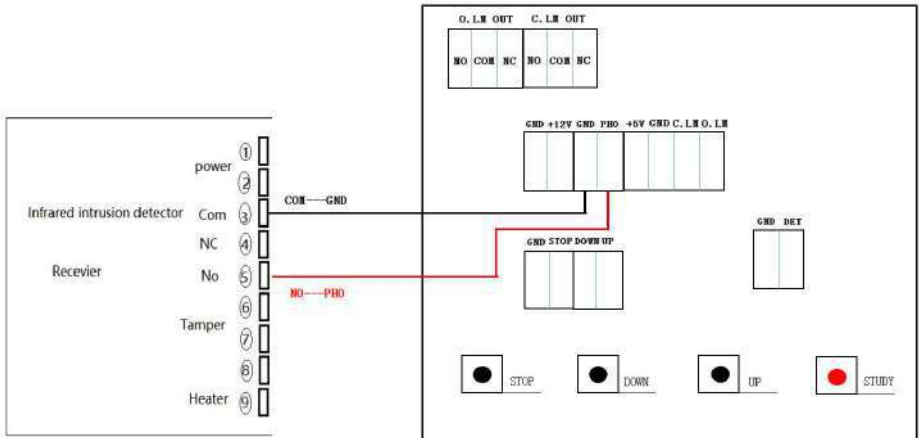 O.LM OUT C.LM OUT
NO COM NC NO COM NC
GND +12V GND PHO +5V GND C.LM O.LM
① 
power
②
COM---GND
Infrared intrusion detector Com ③
GND DET
NC ④
GND STOP DOWN UP
Recevier No ⑤
NO---PHO
⑥
Tamper
⑦
⑧
STOP DOWN UP STUDY
Heater ⑨